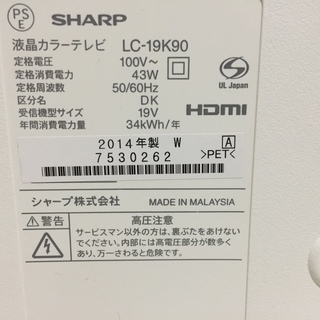 PS
E
SHARP
液晶カラーテレビ LC-19K90
定格電圧 100V~
定格消費電力 43W
定格周波数 50/60Hz
区分名 DK
受信機型サイズ 19V
年間消費電力量 34kWh/年
UL Japan
HDMI
2014年製 W A
7530262 >PET<
シャープ株式会社 MADE IN MALAYSIA
⚠警告 高圧注意
サービスマン以外の方は、裏ぶたをあけないで
ください。内部には高電圧部分が数多く
あり、万一さわると危険です。